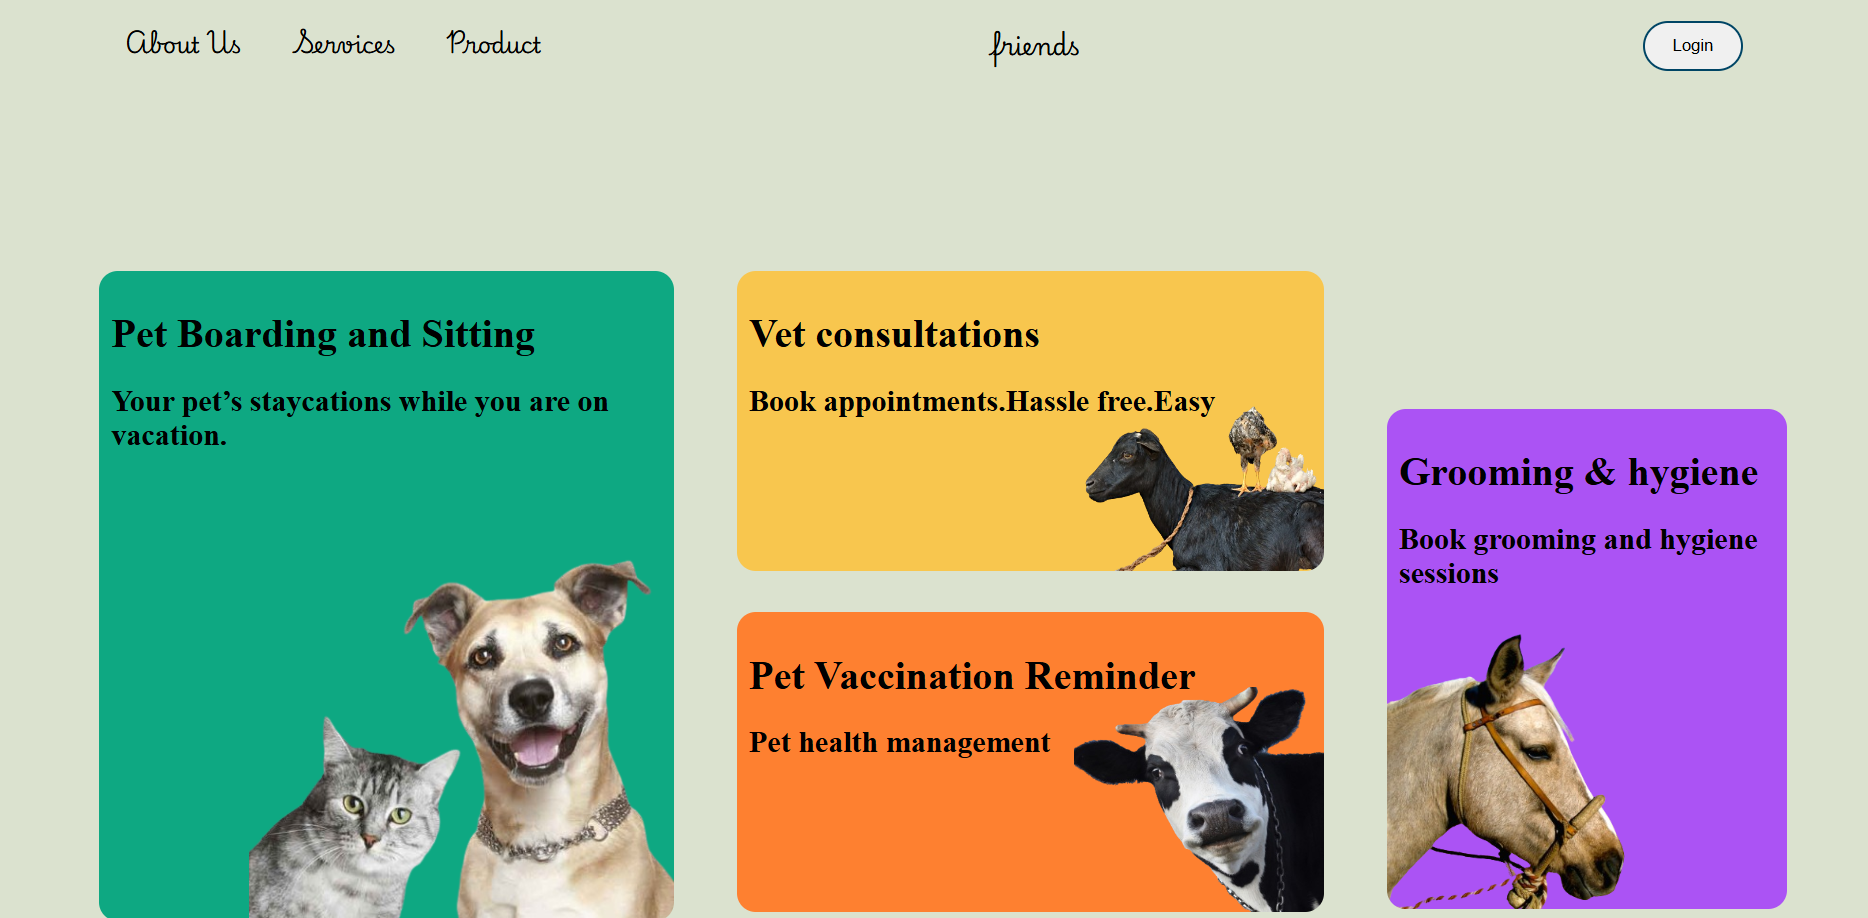 About Us
Services
Product
friends
Login
Pet Boarding and Sitting
Your pet’s staycations while you are on
vacation.
Vet consultations
Book appointments.Hassle free.Easy
Pet Vaccination Reminder
Pet health management
Grooming & hygiene
Book grooming and hygiene
sessions